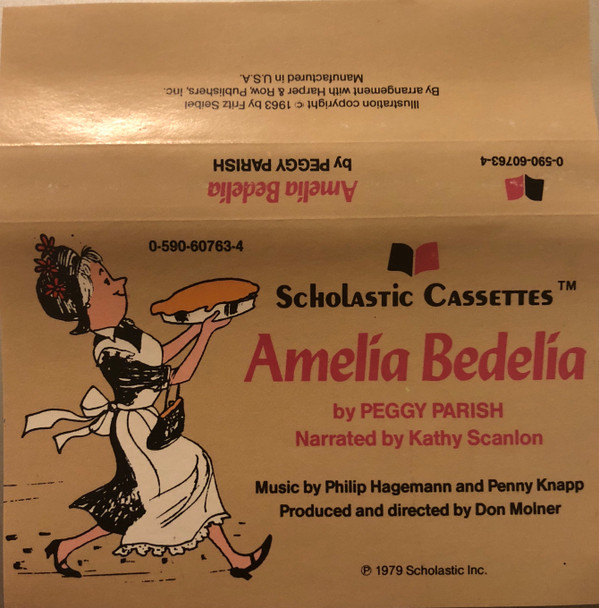 Illustration copyright © 1963 by Fritz Seibel
By arrangement with Harper & Row, Publishers, Inc.
Manufactured in U.S.A.
0-590-60763-4
Amelia Bedelia
by PEGGY PARISH
0-590-60763-4
Scholastic Cassettes™
Amelia Bedelia
by PEGGY PARISH
Narrated by Kathy Scanlon
Music by Philip Hagemann and Penny Knapp
Produced and directed by Don Molner
℗ 1979 Scholastic Inc.